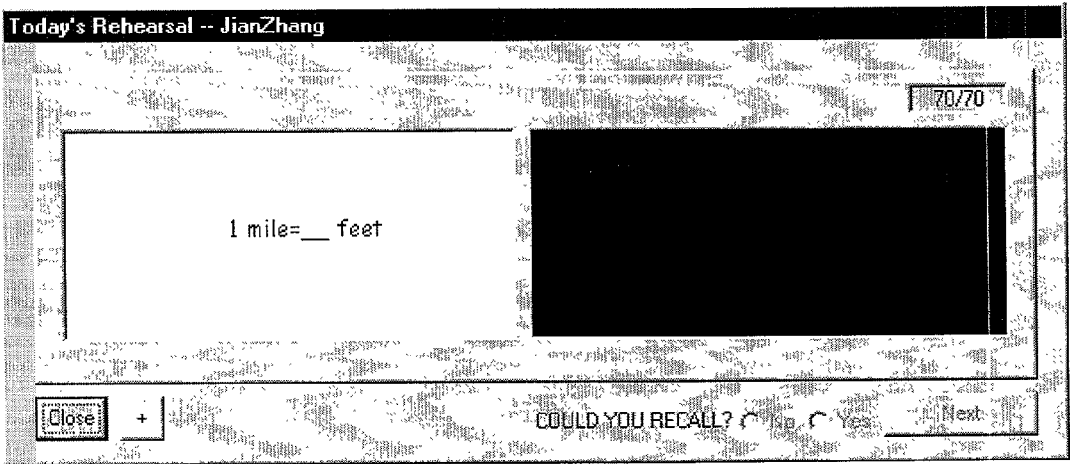 Today's Rehearsal -- JianZhang
70/70
1 mile=__ feet
Close + COULD YOU RECALL? No Yes Next